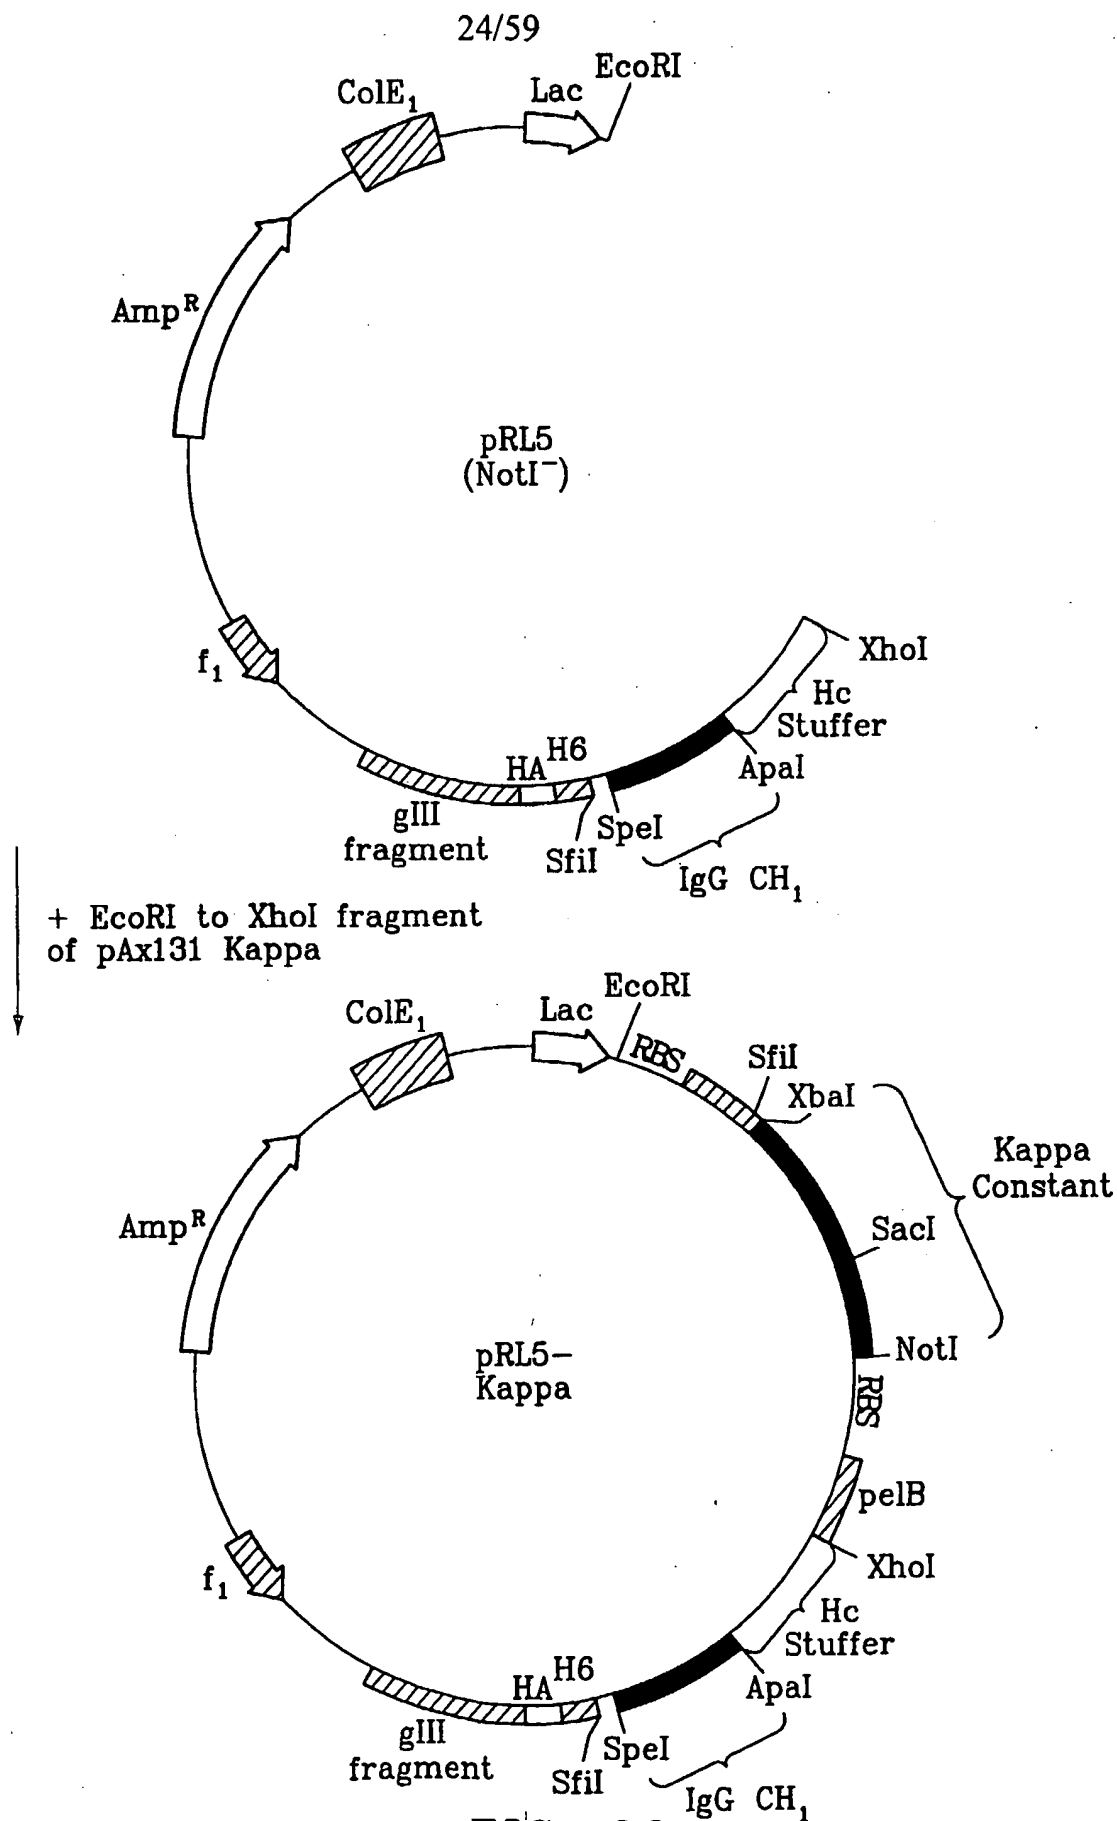 24/59
EcoRI
Lac
ColE₁
Ampᴿ
pRL5
(NotI⁻)
f₁
XhoI
Hc
Stuffer
ApaI
H6
HA
gIII
fragment
SpeI
SfiI
IgG CH₁
+ EcoRI to XhoI fragment
of pAx131 Kappa
EcoRI
Lac
ColE₁
RBS
SfiI
XbaI
Kappa
Constant
Ampᴿ
SacI
NotI
pRL5-
Kappa
RBS
pelB
XhoI
f₁
Hc
Stuffer
H6
HA
ApaI
gIII
fragment
SpeI
SfiI
IgG CH₁